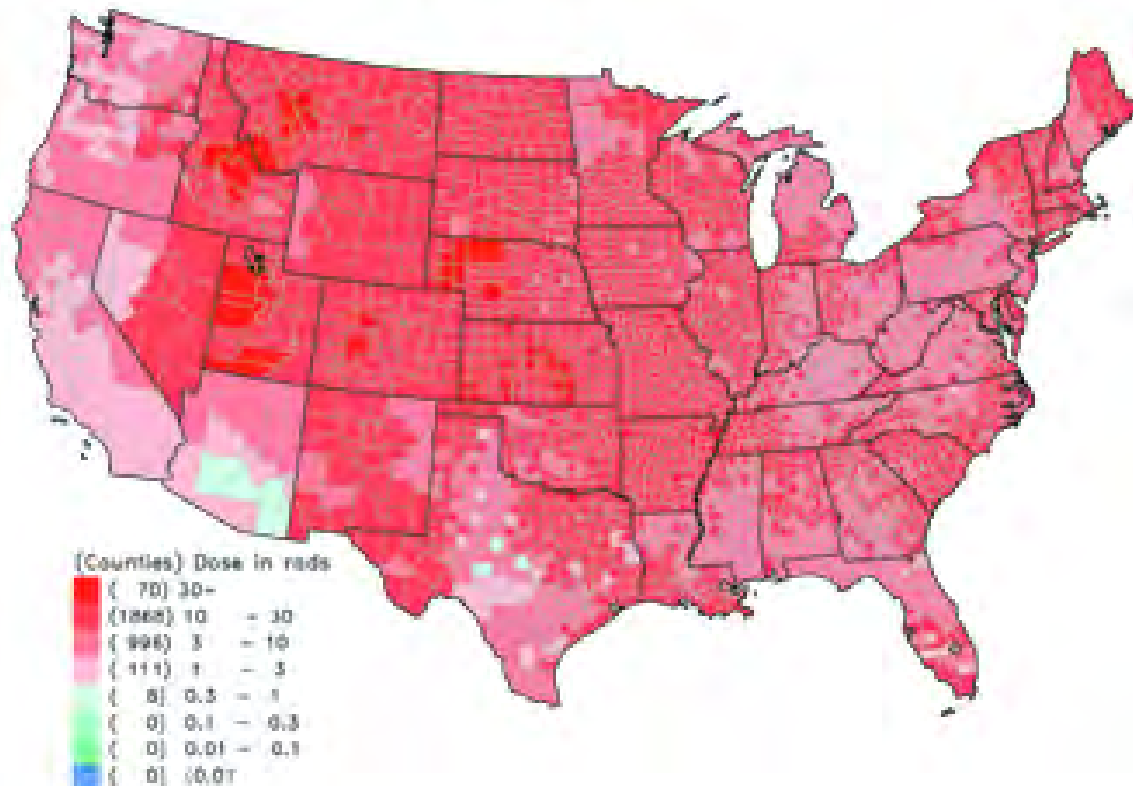 (Counties) Dose in rads
( 70) 30-
(1868) 10 - 30
( 996) 3 - 10
( 111) 1 - 3
( 8) 0.3 - 1
( 0) 0.1 - 0.3
( 0) 0.01 - 0.1
( 0) <0.01